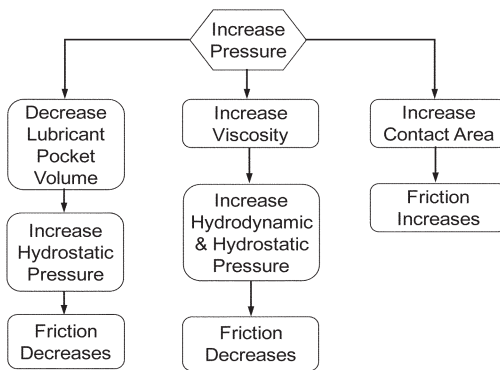 Increase
Pressure
Decrease
Lubricant
Pocket
Volume
Increase
Hydrostatic
Pressure
Friction
Decreases
Increase
Viscosity
Increase
Hydrodynamic
& Hydrostatic
Pressure
Friction
Decreases
Increase
Contact Area
Friction
Increases